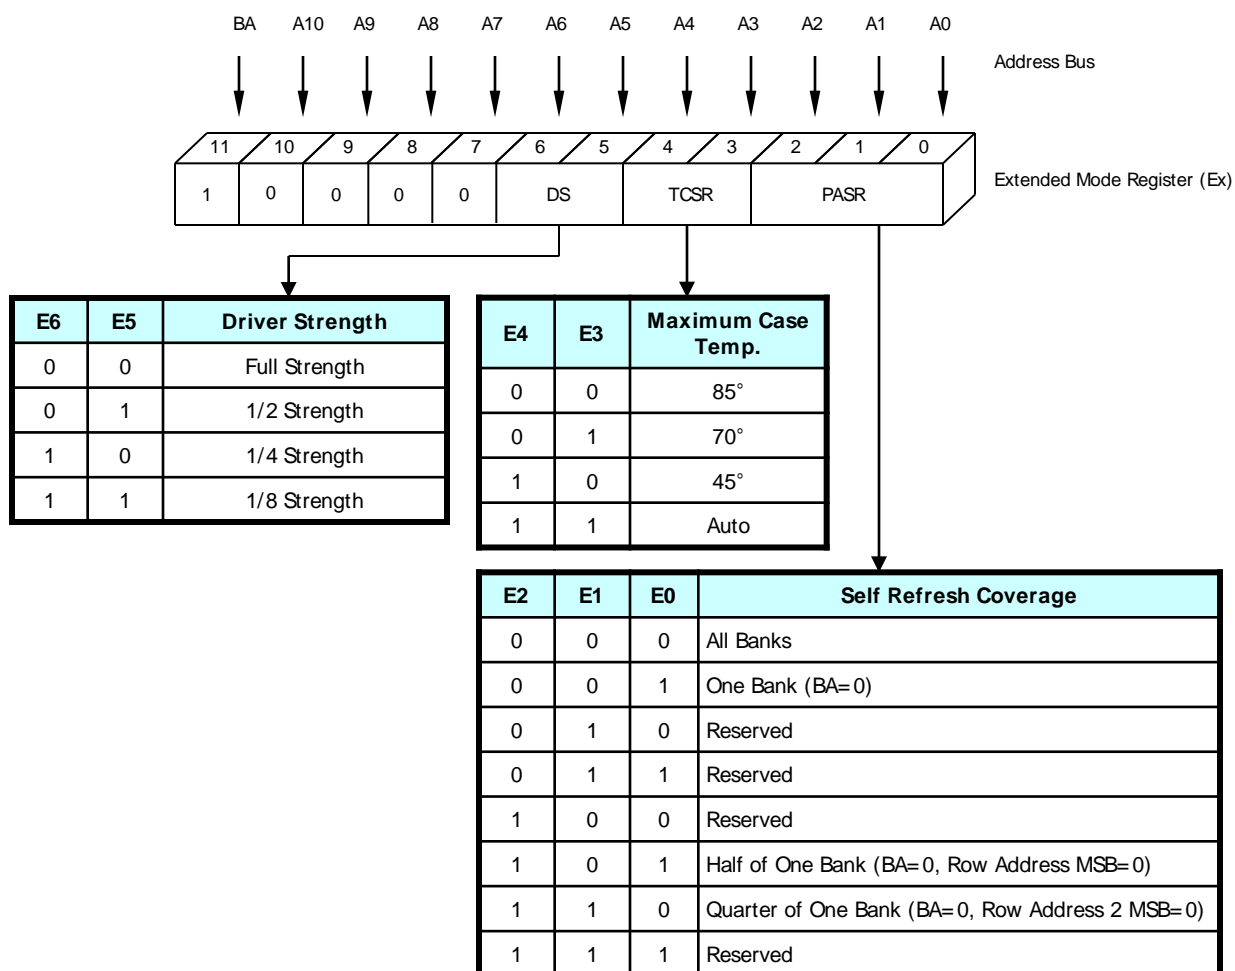 BA A10 A9 A8 A7 A6 A5 A4 A3 A2 A1 A0
Address Bus
11 10 9 8 7 6 5 4 3 2 1 0
1 0 0 0 0 DS TCSR PASR
Extended Mode Register (Ex)
E6 E5 Driver Strength
0 0 Full Strength
0 1 1/2 Strength
1 0 1/4 Strength
1 1 1/8 Strength
E4 E3 Maximum Case
Temp.
0 0 85°
0 1 70°
1 0 45°
1 1 Auto
E2 E1 E0 Self Refresh Coverage
0 0 0 All Banks
0 0 1 One Bank (BA=0)
0 1 0 Reserved
0 1 1 Reserved
1 0 0 Reserved
1 0 1 Half of One Bank (BA=0, Row Address MSB=0)
1 1 0 Quarter of One Bank (BA=0, Row Address 2 MSB=0)
1 1 1 Reserved